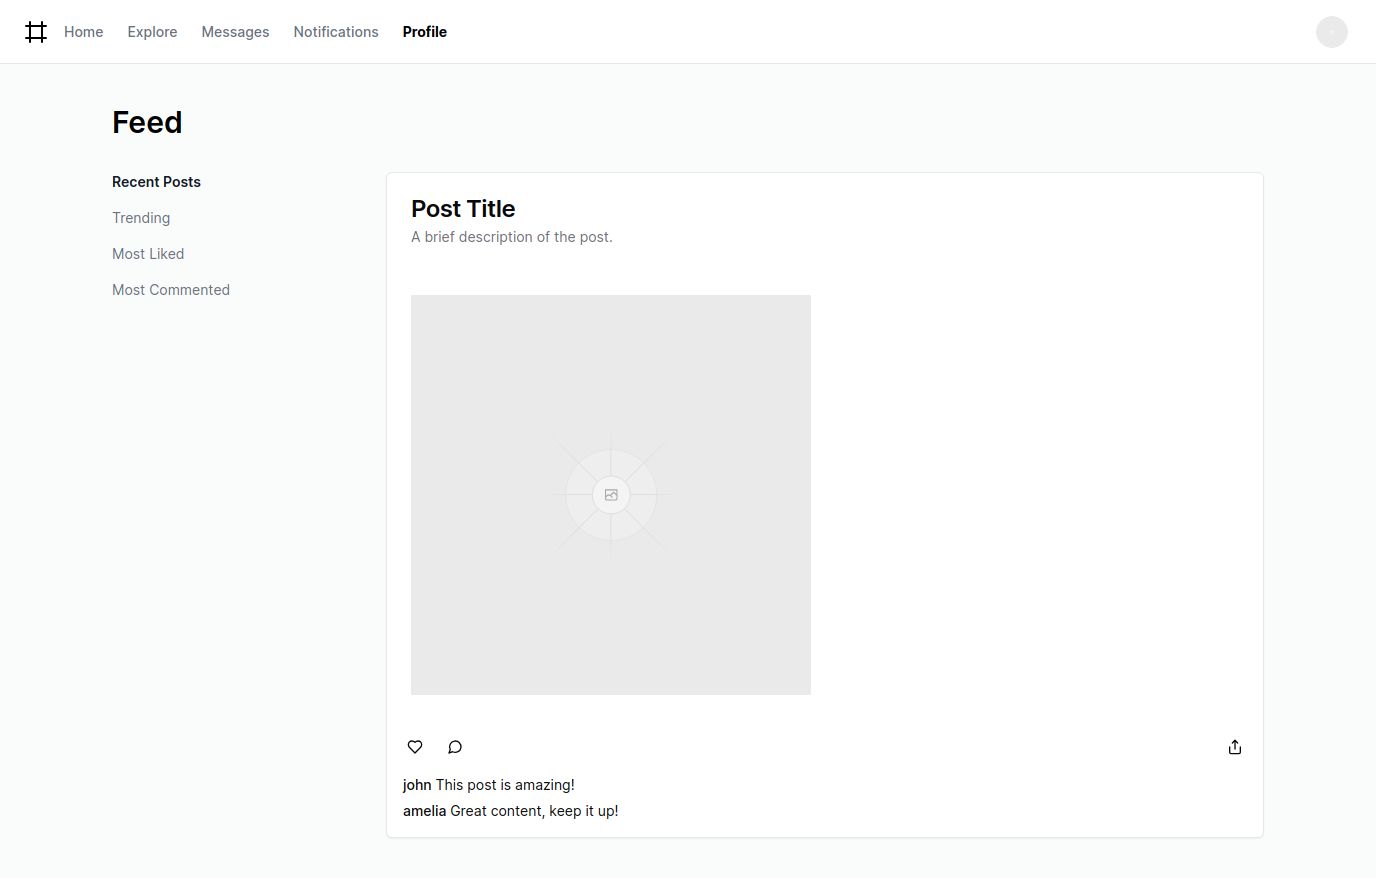 Home Explore Messages Notifications Profile
Feed
Recent Posts
Trending
Most Liked
Most Commented
Post Title
A brief description of the post.
john This post is amazing!
amelia Great content, keep it up!